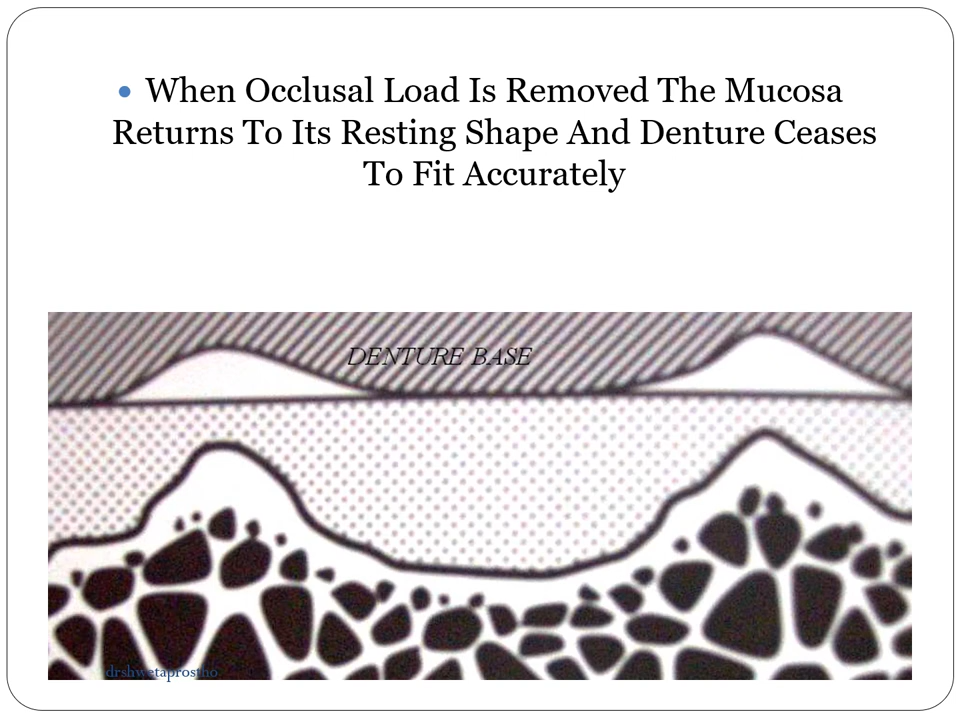 When Occlusal Load Is Removed The Mucosa
Returns To Its Resting Shape And Denture Ceases
To Fit Accurately
DENTURE BASE
drshwetaprostho